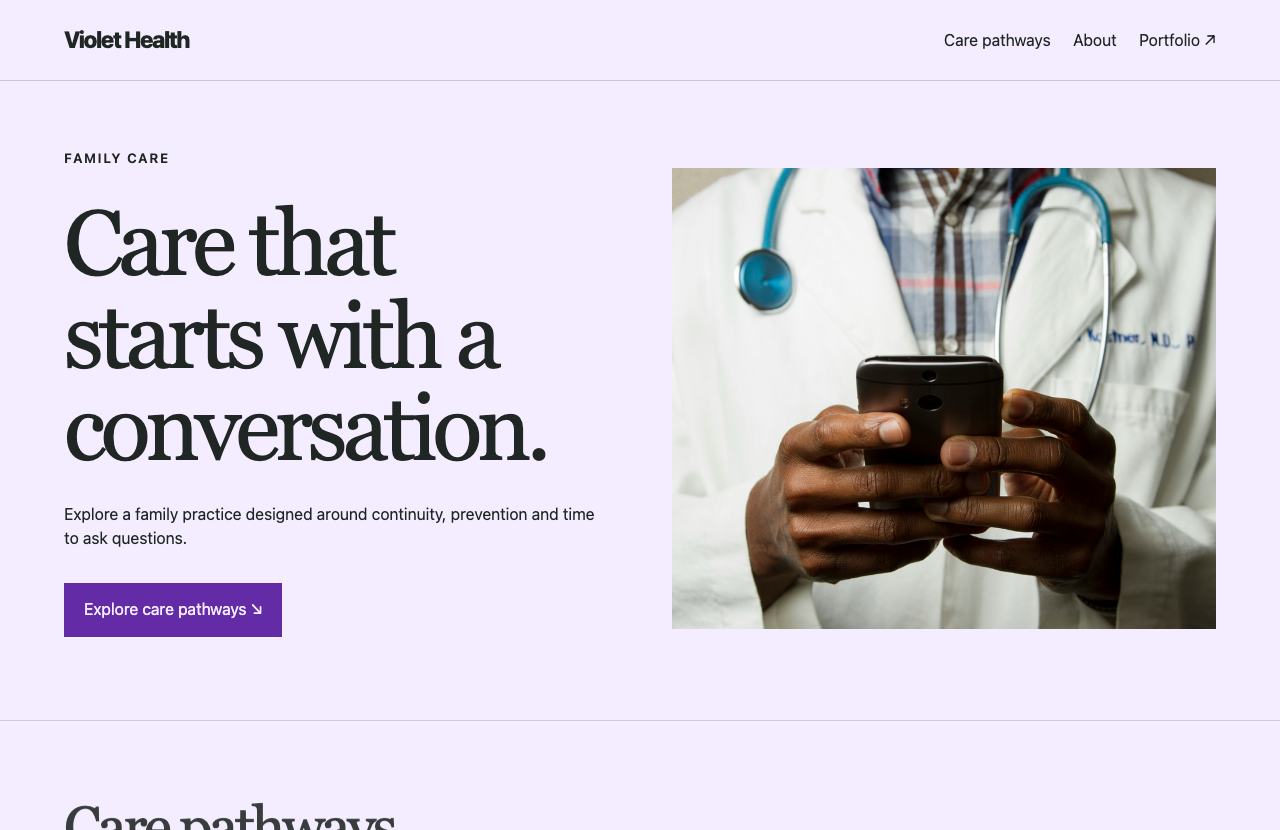 Violet Health
Care pathways About Portfolio ↗
FAMILY CARE
Care that
starts with a
conversation.
Explore a family practice designed around continuity, prevention and time
to ask questions.
Explore care pathways ↘
Care pathways